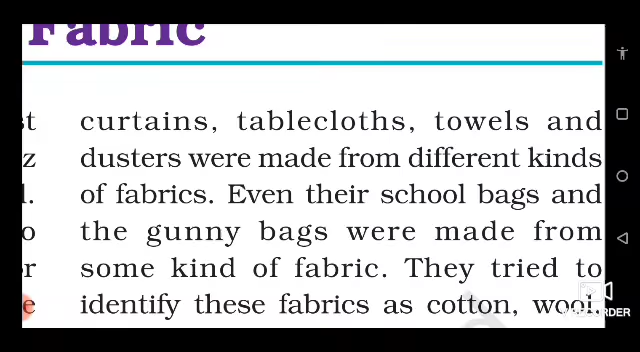 Fabric
st curtains, tablecloths, towels and
z dusters were made from different kinds
l. of fabrics. Even their school bags and
o the gunny bags were made from
r some kind of fabric. They tried to
e identify these fabrics as cotton, wool,